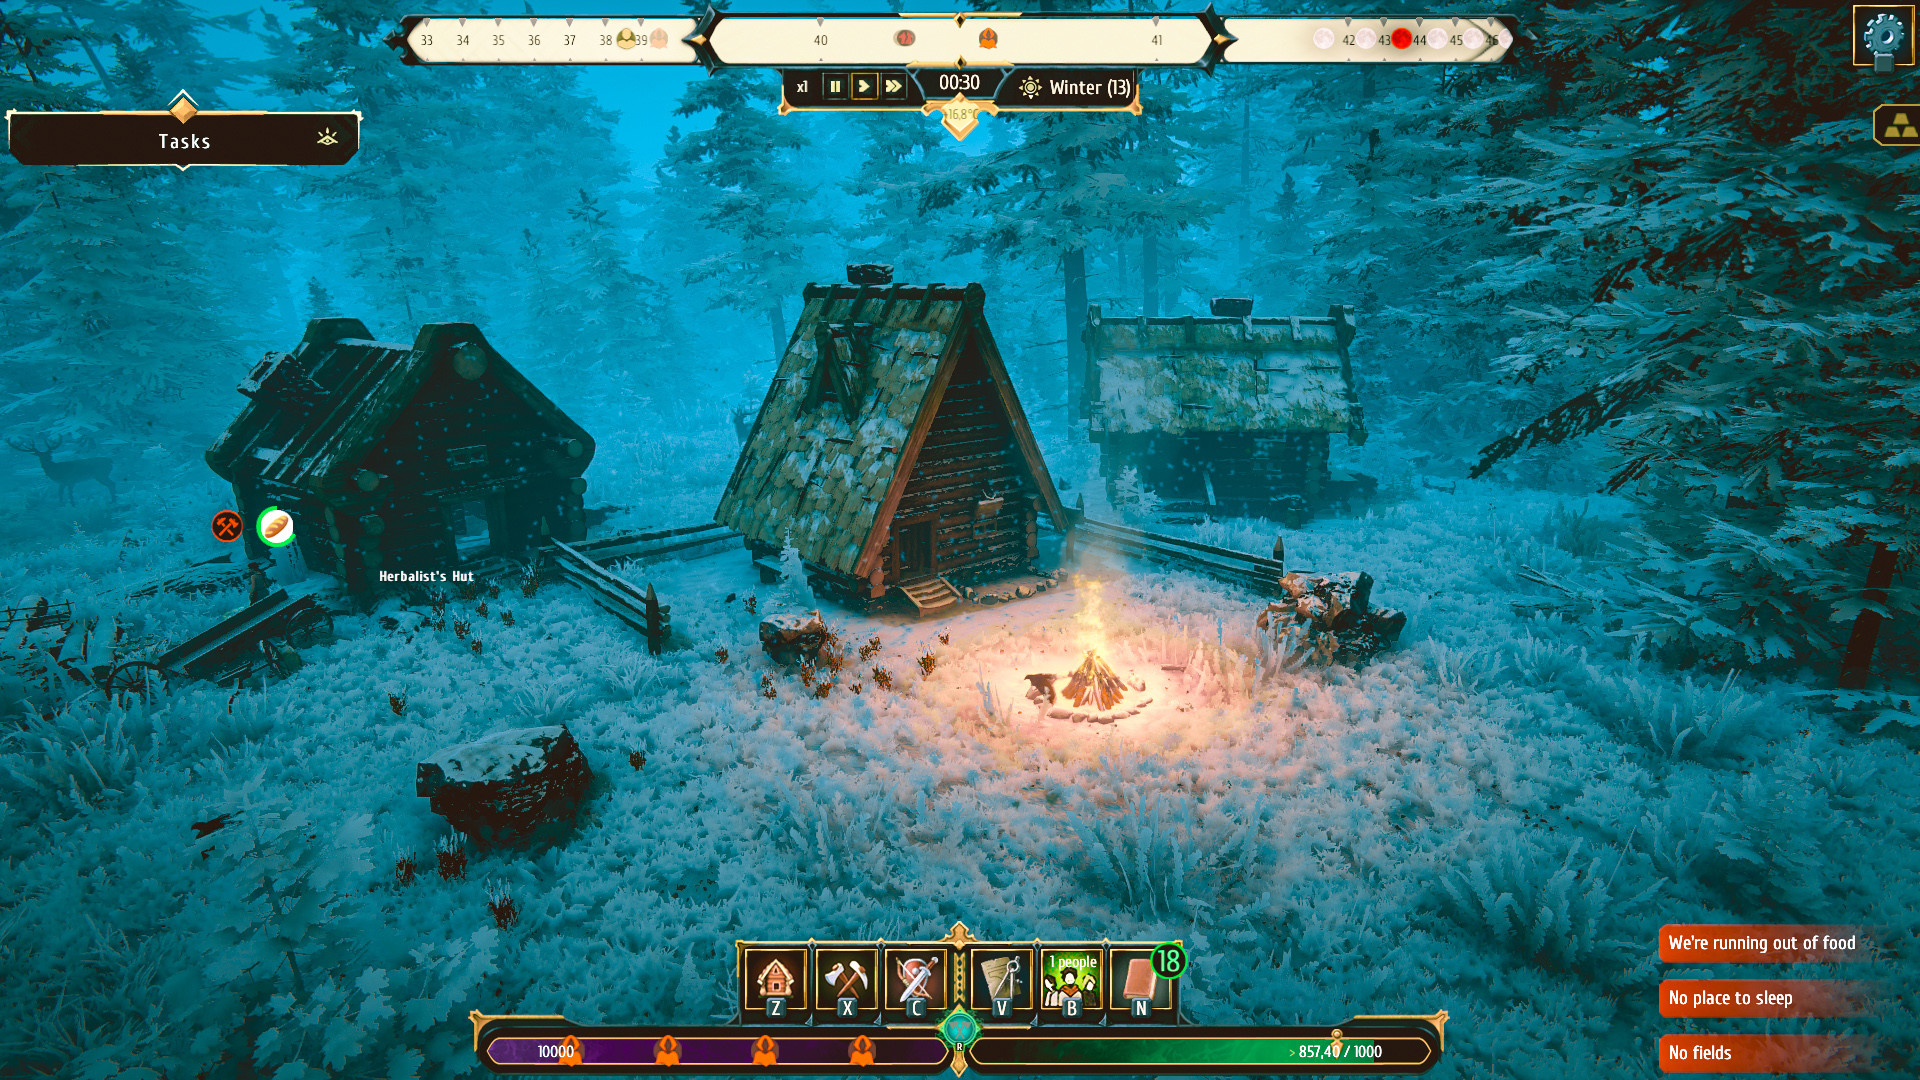 33 34 35 36 37 38 39 40 41 42 43 44 45 46
x1 00:30 Winter (13)
-16,8°C
Tasks
Herbalist's Hut
We're running out of food
No place to sleep
No fields
1 people 18
Z X C V B N
R
10000 > 857,40 / 1000